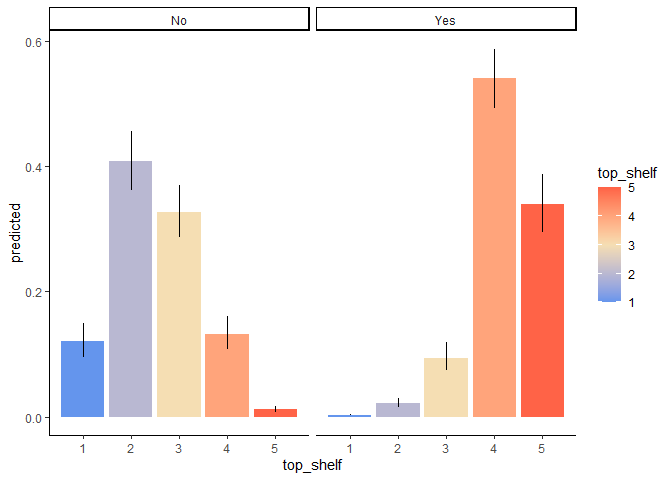 No
Yes
0.6
0.4
0.2
0.0
predicted
1 2 3 4 5
1 2 3 4 5
top_shelf
top_shelf
5
4
3
2
1